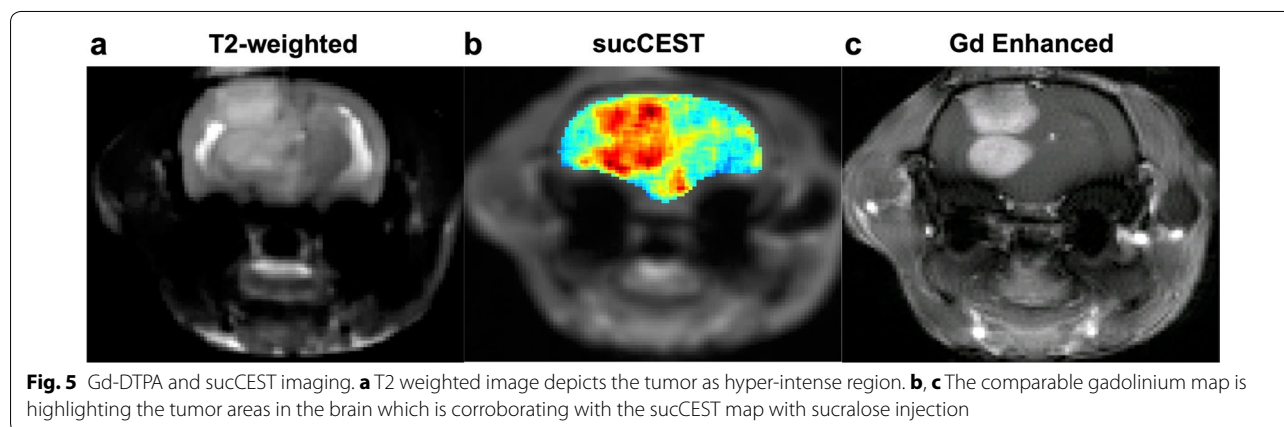 a T2-weighted b sucCEST c Gd Enhanced
Fig. 5 Gd-DTPA and sucCEST imaging. a T2 weighted image depicts the tumor as hyper-intense region. b, c The comparable gadolinium map is
highlighting the tumor areas in the brain which is corroborating with the sucCEST map with sucralose injection